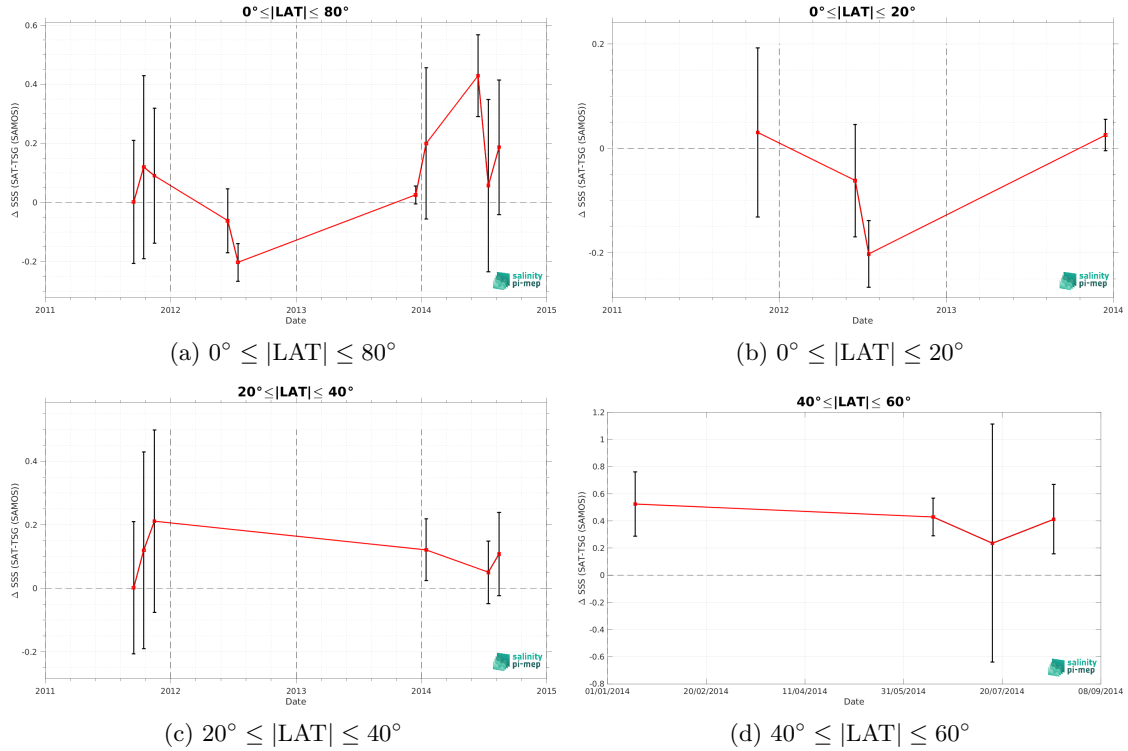 0°≤|LAT|≤ 80°
0.6
0.4
0.2
0
-0.2
Δ SSS (SAT-TSG (SAMOS))
2011
2012
2013
2014
2015
Date
salinity
pi-mep
(a) 0° ≤ |LAT| ≤ 80°
0°≤|LAT|≤ 20°
0.2
0
-0.2
Δ SSS (SAT-TSG (SAMOS))
2011
2012
2013
2014
Date
salinity
pi-mep
(b) 0° ≤ |LAT| ≤ 20°
20°≤|LAT|≤ 40°
0.4
0.2
0
-0.2
Δ SSS (SAT-TSG (SAMOS))
2011
2012
2013
2014
2015
Date
salinity
pi-mep
(c) 20° ≤ |LAT| ≤ 40°
40°≤|LAT|≤ 60°
1.2
1
0.8
0.6
0.4
0.2
0
-0.2
-0.4
-0.6
-0.8
Δ SSS (SAT-TSG (SAMOS))
01/01/2014
20/02/2014
11/04/2014
31/05/2014
20/07/2014
08/09/2014
Date
salinity
pi-mep
(d) 40° ≤ |LAT| ≤ 60°